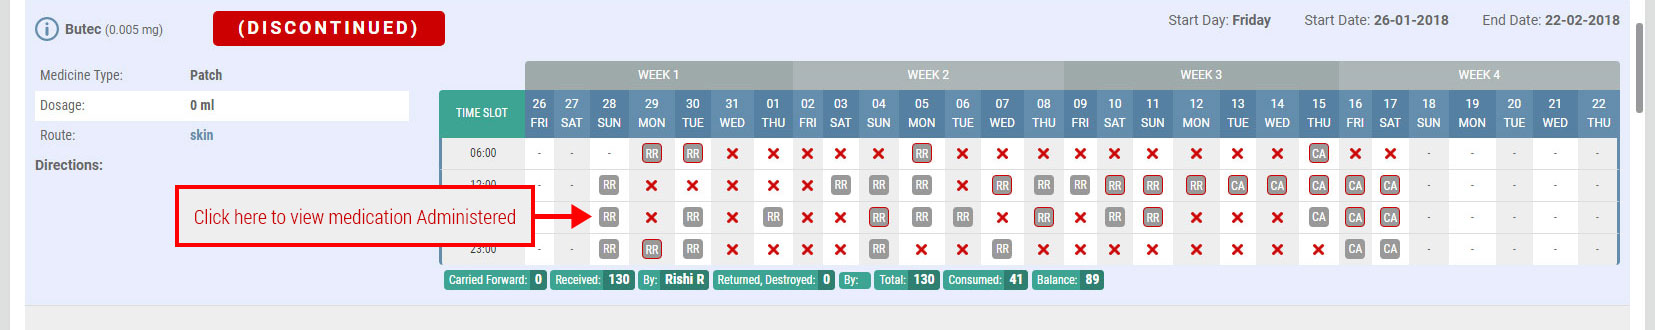 Butec (0.005 mg) (DISCONTINUED) Start Day: Friday Start Date: 26-01-2018 End Date: 22-02-2018
Medicine Type: Patch
Dosage: 0 ml
Route: skin
Directions:
WEEK 1 WEEK 2 WEEK 3 WEEK 4
TIME SLOT 26 27 28 29 30 31 01 02 03 04 05 06 07 08 09 10 11 12 13 14 15 16 17 18 19 20 21 22
FRI SAT SUN MON TUE WED THU FRI SAT SUN MON TUE WED THU FRI SAT SUN MON TUE WED THU FRI SAT SUN MON TUE WED THU
06:00 - - - RR RR × × × × × RR × × × × × × × × × CA × × - - - - -
12:00 - - RR × × × × × RR RR RR × RR RR RR RR RR RR CA CA CA CA CA - - - - -
Click here to view medication Administered
- - RR × RR × RR × × RR RR RR × RR × RR RR × × × CA CA CA - - - - -
23:00 - - RR RR RR × × × × RR × × RR × × × × × × × × CA CA - - - - -
Carried Forward: 0 Received: 130 By: Rishi R Returned, Destroyed: 0 By: Total: 130 Consumed: 41 Balance: 89